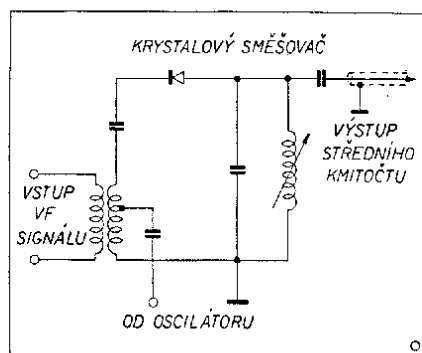 KRYSTALOVÝ SMĚŠOVAČ
VÝSTUP
STŘEDNÍHO
KMITOČTU
VSTUP
VF
SIGNÁLU
OD OSCILÁTORU